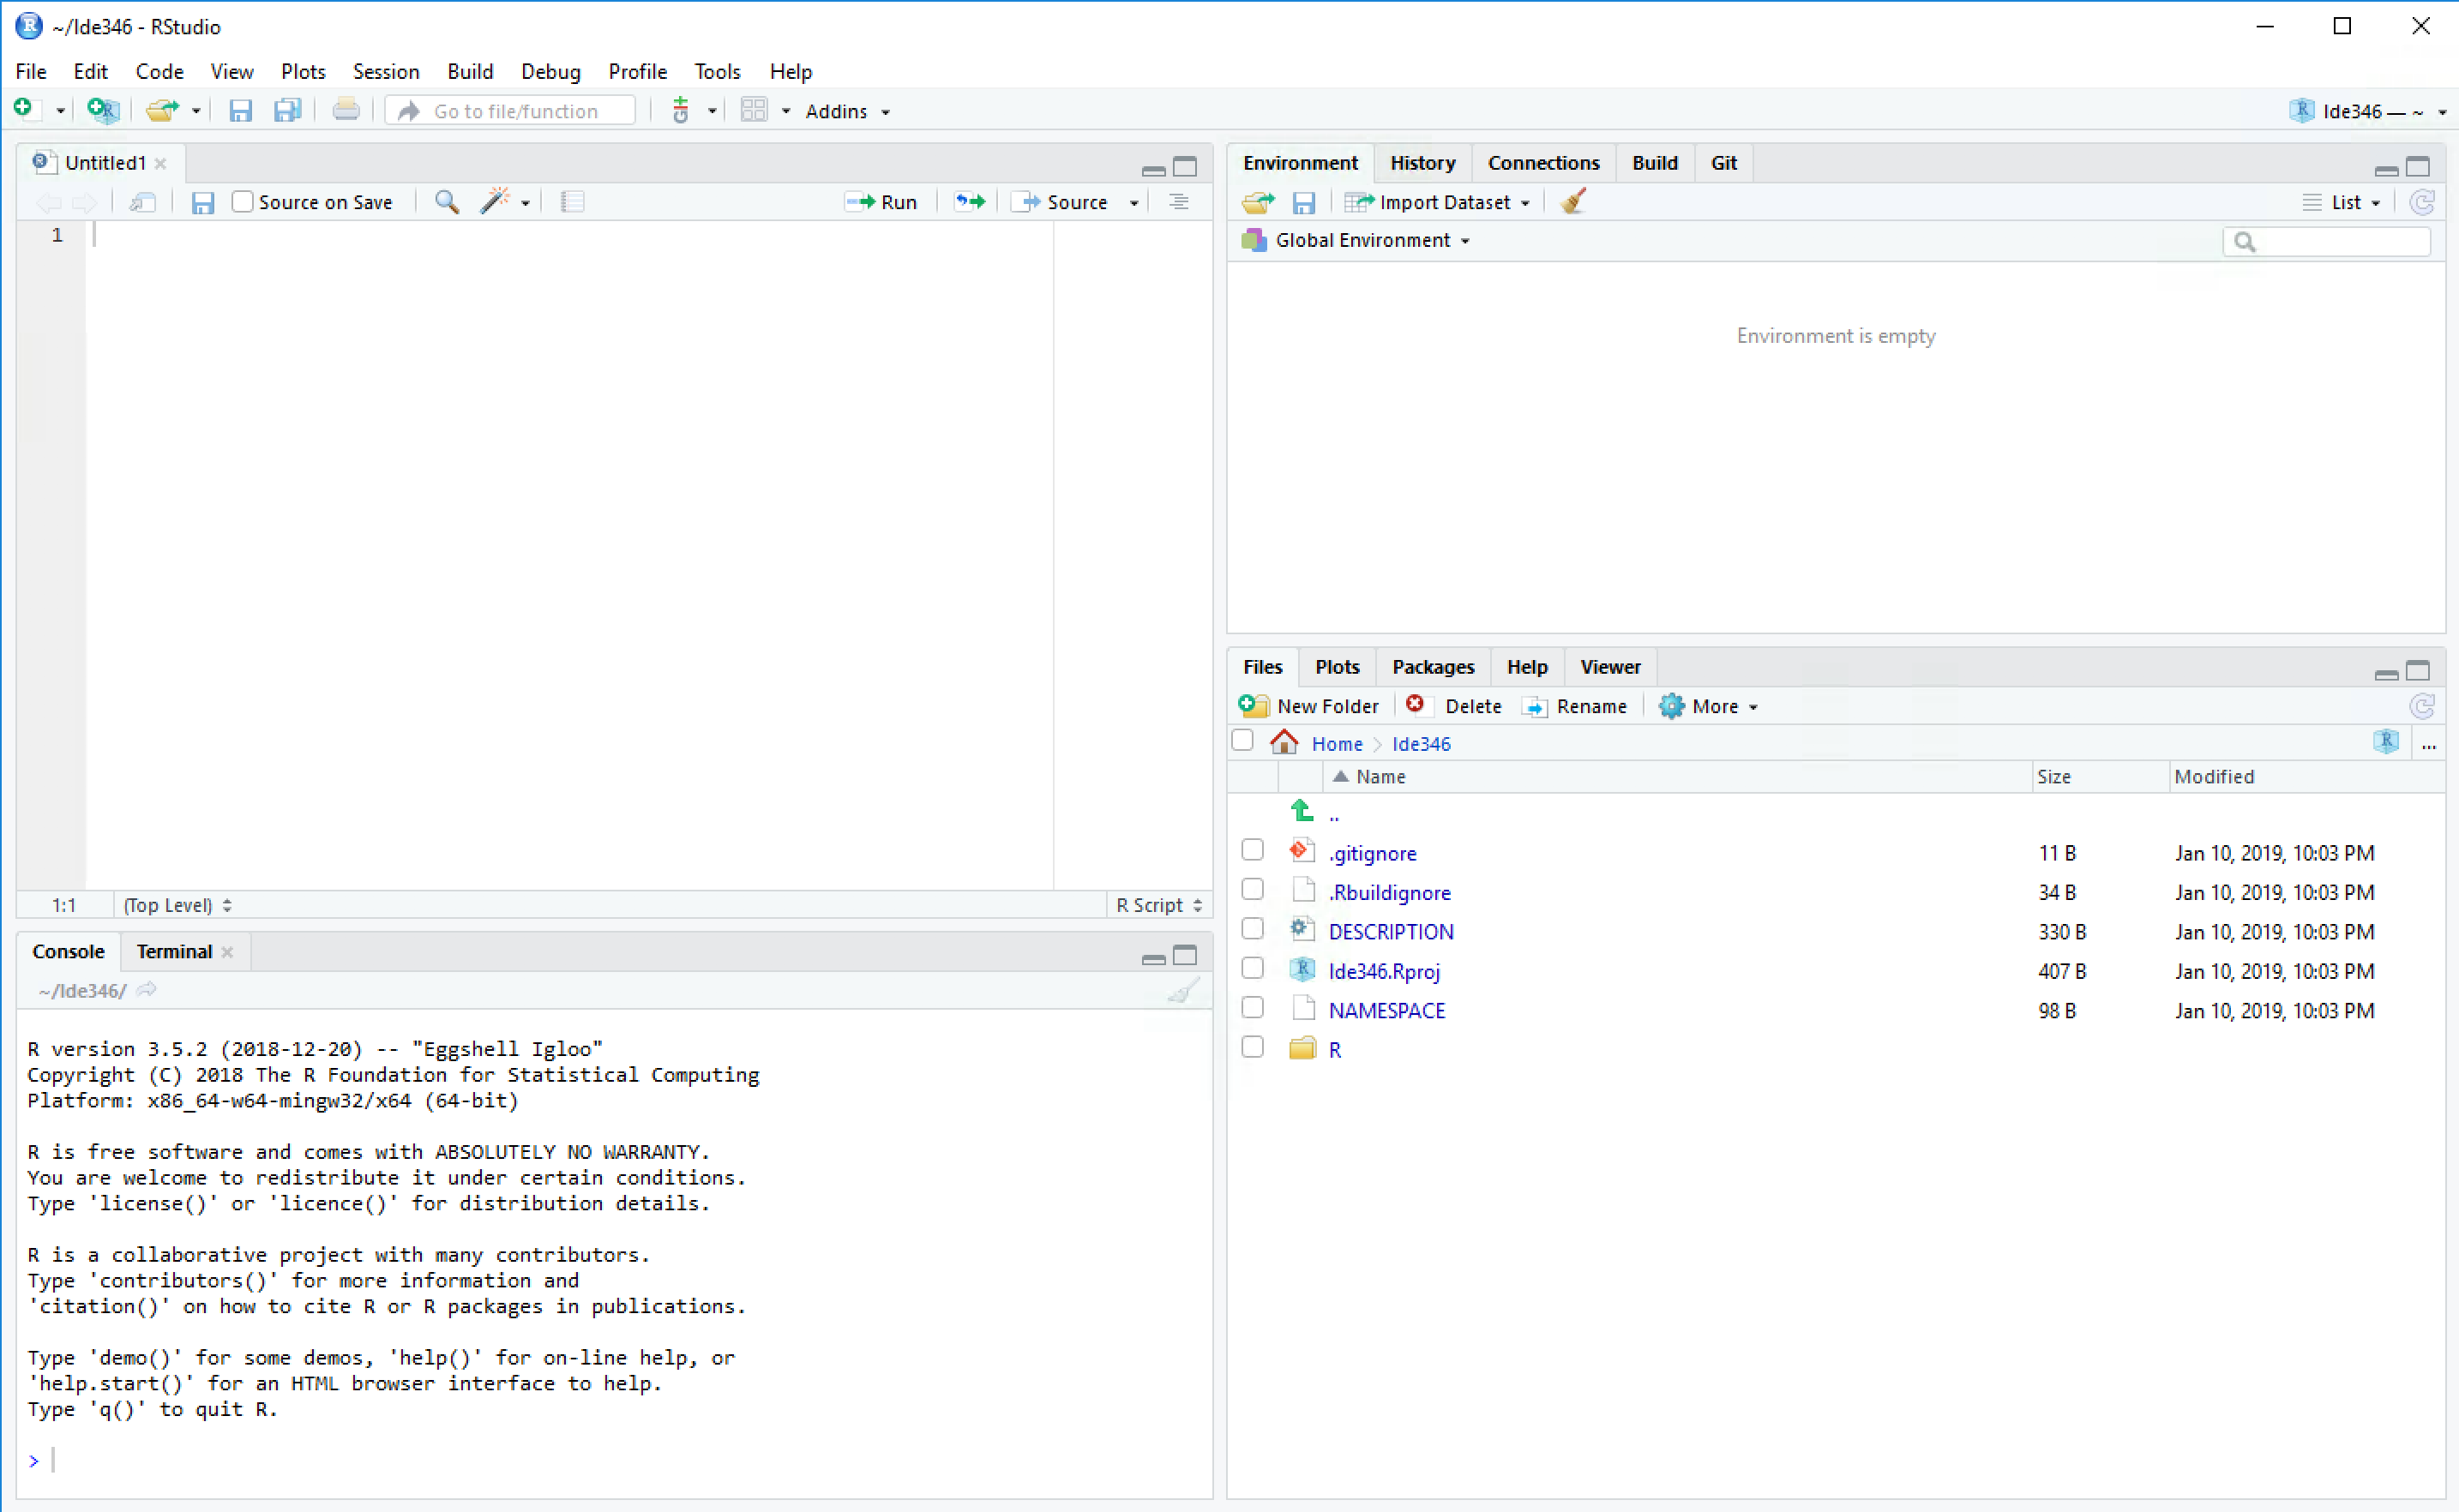 ~/Ide346 - RStudio
File Edit Code View Plots Session Build Debug Profile Tools Help
Go to file/function Addins Ide346 — ~
Untitled1
Source on Save Run Source
1
1:1 (Top Level) R Script
Console Terminal
~/Ide346/
R version 3.5.2 (2018-12-20) -- "Eggshell Igloo"
Copyright (C) 2018 The R Foundation for Statistical Computing
Platform: x86_64-w64-mingw32/x64 (64-bit)
R is free software and comes with ABSOLUTELY NO WARRANTY.
You are welcome to redistribute it under certain conditions.
Type 'license()' or 'licence()' for distribution details.
R is a collaborative project with many contributors.
Type 'contributors()' for more information and
'citation()' on how to cite R or R packages in publications.
Type 'demo()' for some demos, 'help()' for on-line help, or
'help.start()' for an HTML browser interface to help.
Type 'q()' to quit R.
>
Environment History Connections Build Git
Import Dataset List
Global Environment
Environment is empty
Files Plots Packages Help Viewer
New Folder Delete Rename More
Home Ide346 ...
Name Size Modified
..
.gitignore 11 B Jan 10, 2019, 10:03 PM
.Rbuildignore 34 B Jan 10, 2019, 10:03 PM
DESCRIPTION 330 B Jan 10, 2019, 10:03 PM
Ide346.Rproj 407 B Jan 10, 2019, 10:03 PM
NAMESPACE 98 B Jan 10, 2019, 10:03 PM
R